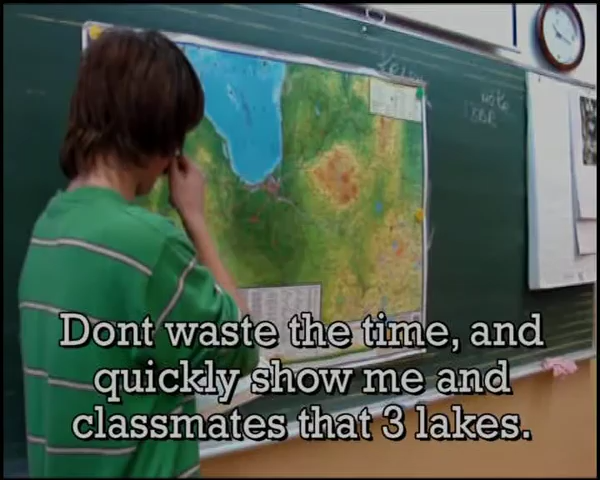 Dont waste the time, and
quickly show me and
classmates that 3 lakes.